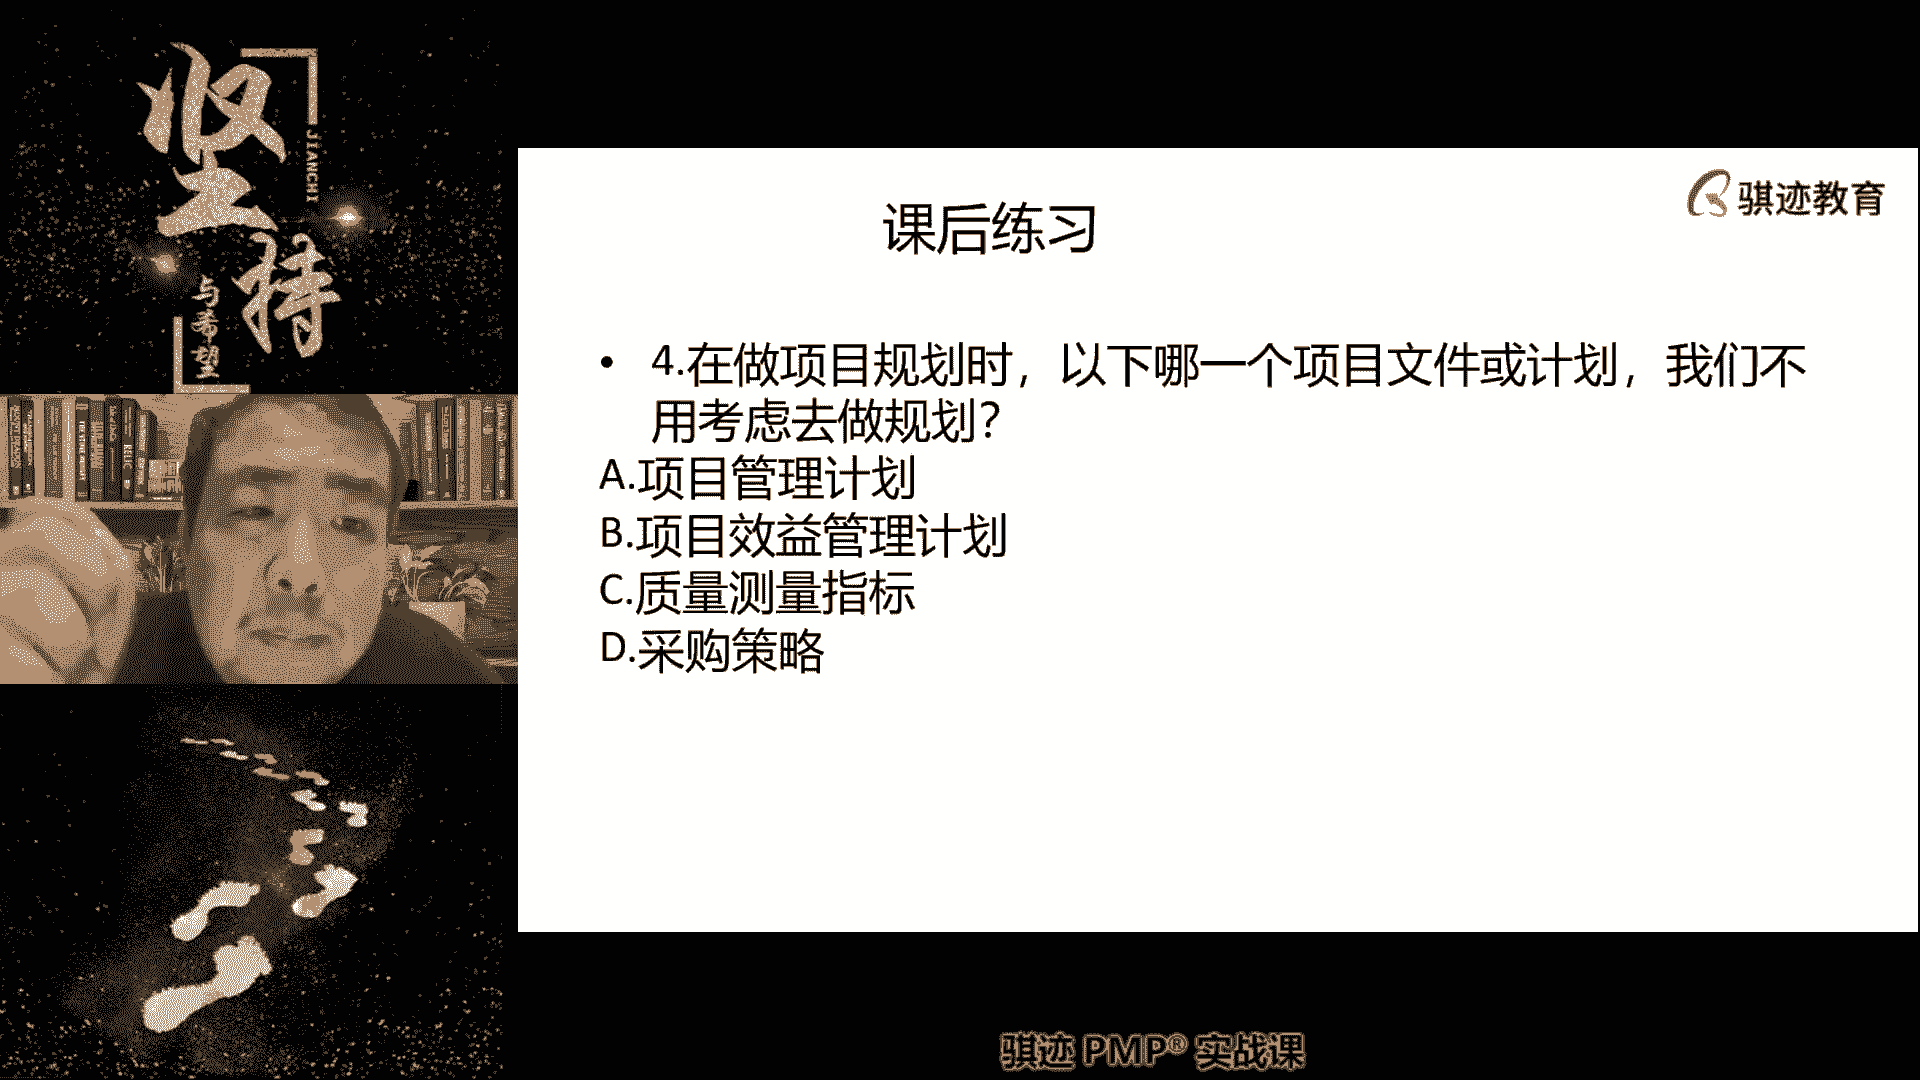 坚持
JIANCHI
与希望
骐迹教育
课后练习
• 4.在做项目规划时，以下哪一个项目文件或计划，我们不
用考虑去做规划？
A.项目管理计划
B.项目效益管理计划
C.质量测量指标
D.采购策略
骐迹 PMP® 实战课